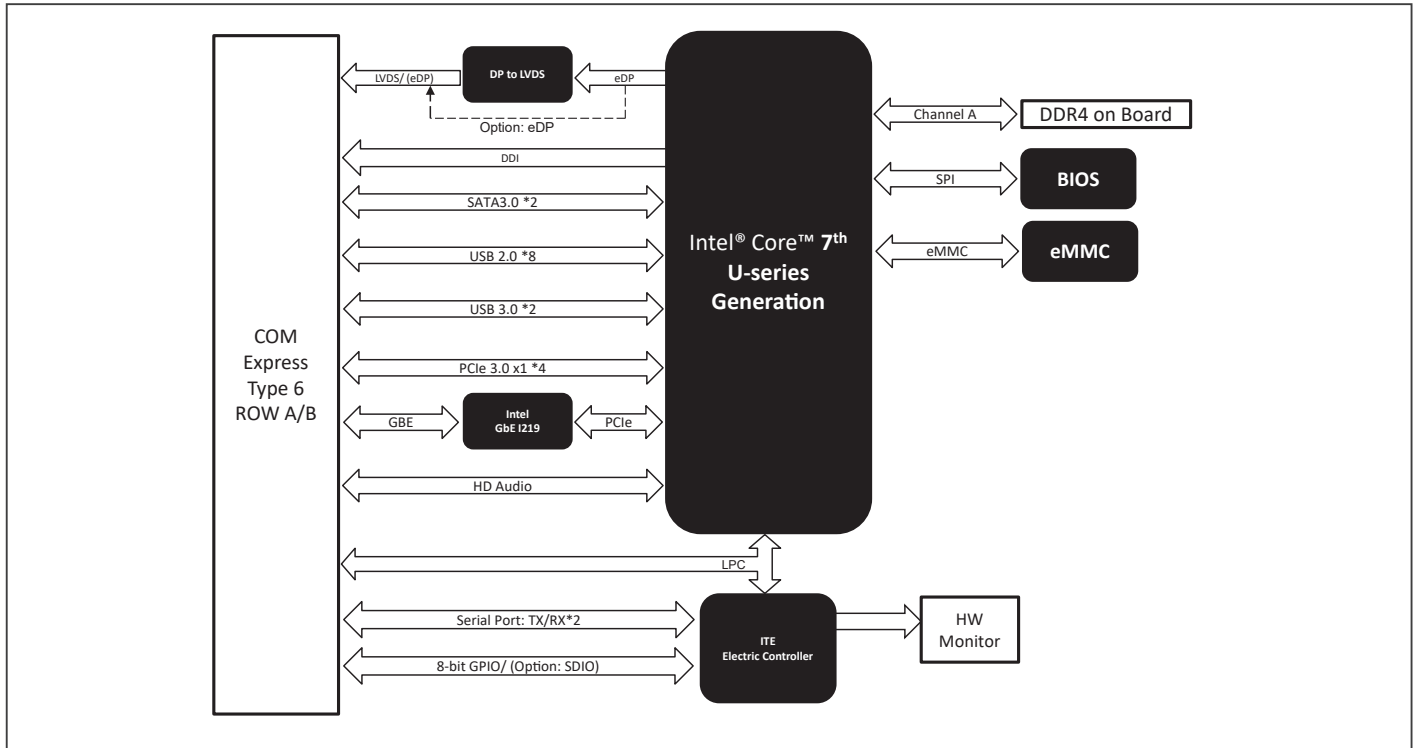 COM
Express
Type 6
ROW A/B
LVDS/ (eDP)
DP to LVDS
eDP
Option: eDP
DDI
SATA3.0 *2
USB 2.0 *8
USB 3.0 *2
PCIe 3.0 x1 *4
GBE
Intel
GbE I219
PCIe
HD Audio
LPC
Serial Port: TX/RX*2
8-bit GPIO/ (Option: SDIO)
Intel® Core™ 7th
U-series
Generation
Channel A
DDR4 on Board
SPI
BIOS
eMMC
eMMC
ITE
Electric Controller
HW
Monitor